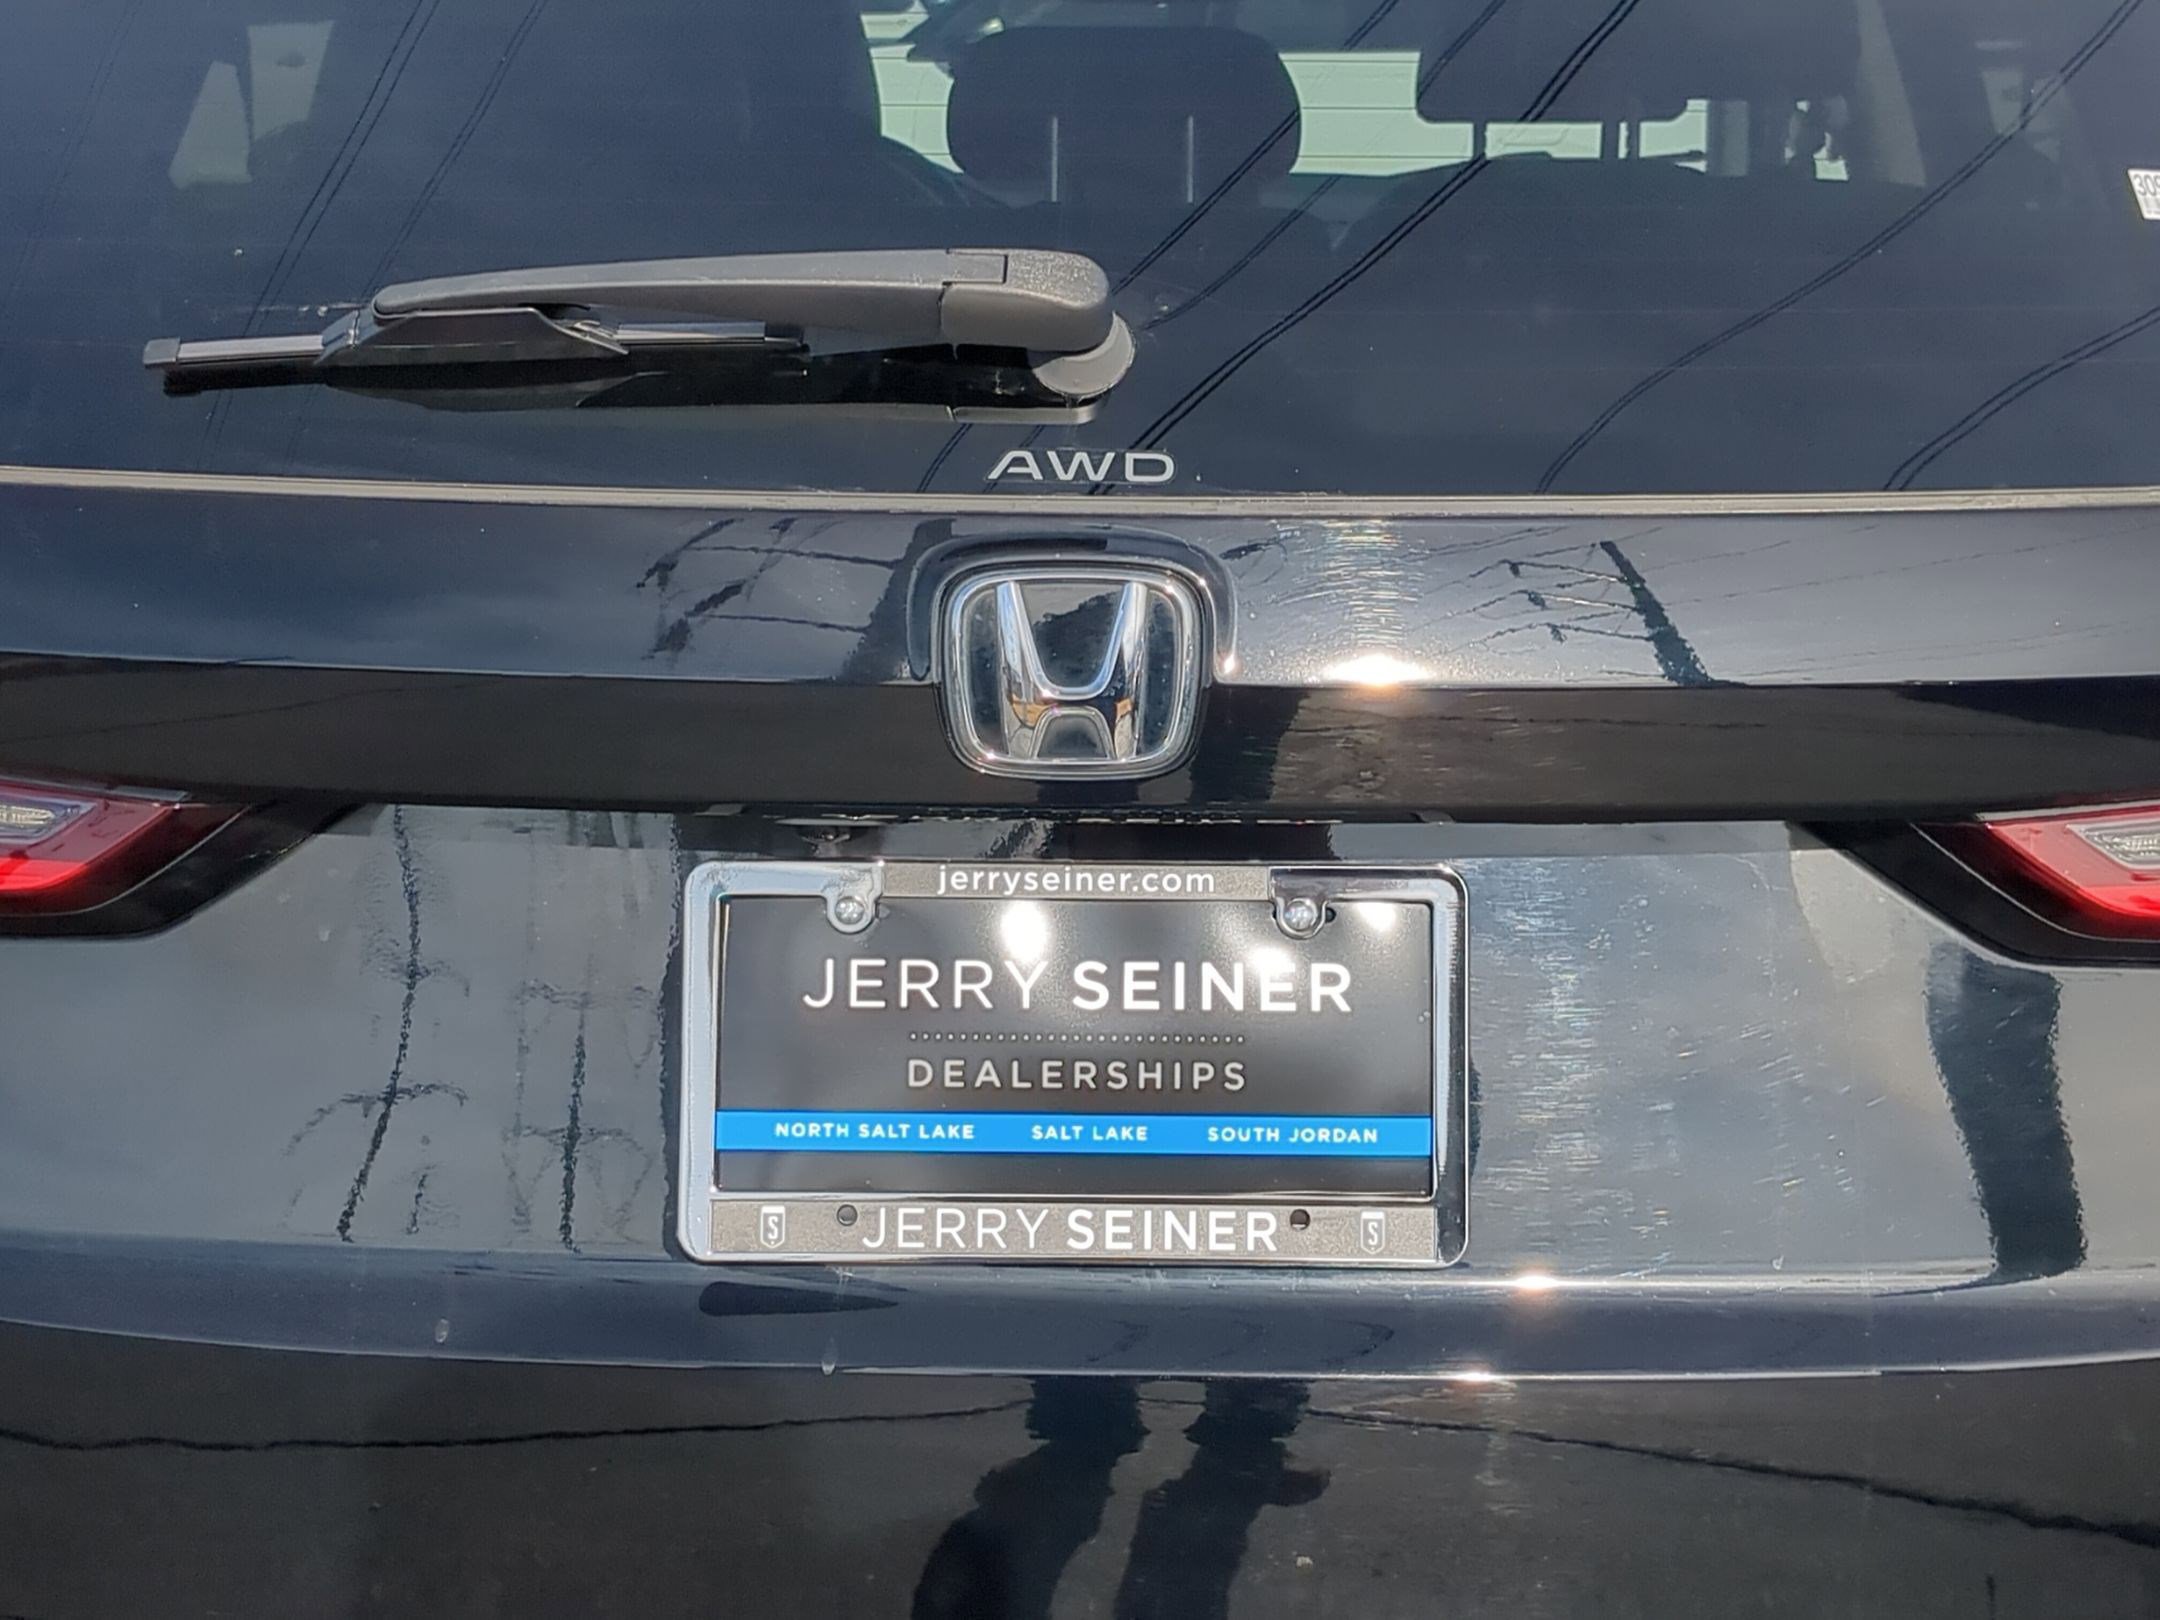 AWD
jerryseiner.com
JERRY SEINER
DEALERSHIPS
NORTH SALT LAKE SALT LAKE SOUTH JORDAN
S JERRY SEINER S